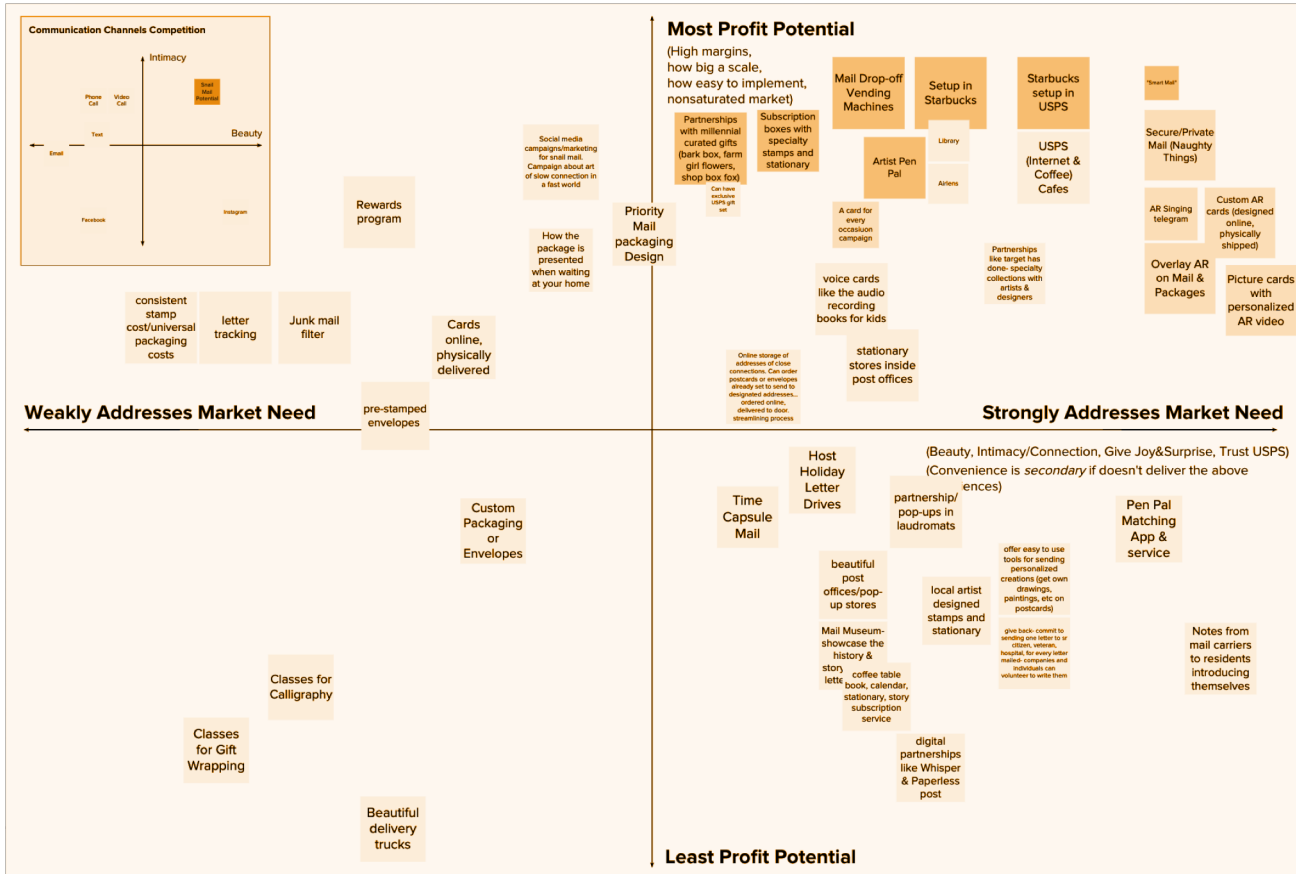 Communication Channels Competition
Intimacy
Phone
Call
Video
Call
Snail
Mail
Potential
Text
Beauty
Email
Facebook
Instagram
Most Profit Potential
(High margins,
how big a scale,
how easy to implement,
nonsaturated market)
Mail Drop-off
Vending
Machines
Setup in
Starbucks
Starbucks
setup in
USPS
"Smart Mail"
Partnerships
with millennial
curated gifts
(bark box, farm
girl flowers,
shop box fox)
Subscription
boxes with
specialty
stamps and
stationary
Can have
exclusive USPS gift
set
Artist Pen
Pal
Library
Airlens
USPS
(Internet &
Coffee)
Cafes
Secure/Private
Mail (Naughty
Things)
Social media
campaigns/marketing
for snail mail.
Campaign about art
of slow connection in
a fast world
Rewards
program
Priority
Mail
packaging
Design
How the
package is
presented
when waiting
at your home
A card for
every
occasiuon
campaign
AR Singing
telegram
Custom AR
cards (designed
online,
physically
shipped)
Partnerships
like target has
done- specialty
collections with
artists &
designers
Overlay AR
on Mail &
Packages
Picture cards
with
personalized
AR video
voice cards
like the audio
recording
books for kids
consistent
stamp
cost/universal
packaging
costs
letter
tracking
Junk mail
filter
Cards
online,
physically
delivered
stationary
stores inside
post offices
Online storage of
addresses of close
connections. Can order
postcards or envelopes
already set to send to
designated addresses...
ordered online,
delivered to door.
streamlining process
pre-stamped
envelopes
Weakly Addresses Market Need
Strongly Addresses Market Need
(Beauty, Intimacy/Connection, Give Joy&Surprise, Trust USPS)
(Convenience is secondary if doesn't deliver the above
ences)
Host
Holiday
Letter
Drives
Time
Capsule
Mail
partnership/
pop-ups in
laudromats
Pen Pal
Matching
App &
service
Custom
Packaging
or
Envelopes
beautiful
post
offices/pop-
up stores
local artist
designed
stamps and
stationary
offer easy to use
tools for sending
personalized
creations (get own
drawings,
paintings, etc on
postcards)
Mail Museum-
showcase the
history &
story
lette
give back- commit to
sending one letter to sr
citizen, veteran,
hospital, for every letter
mailed- companies and
individuals can
volunteer to write them
Notes from
mail carriers
to residents
introducing
themselves
coffee table
book, calendar,
stationary, story
subscription
service
Classes for
Calligraphy
Classes
for Gift
Wrapping
digital
partnerships
like Whisper
& Paperless
post
Beautiful
delivery
trucks
Least Profit Potential